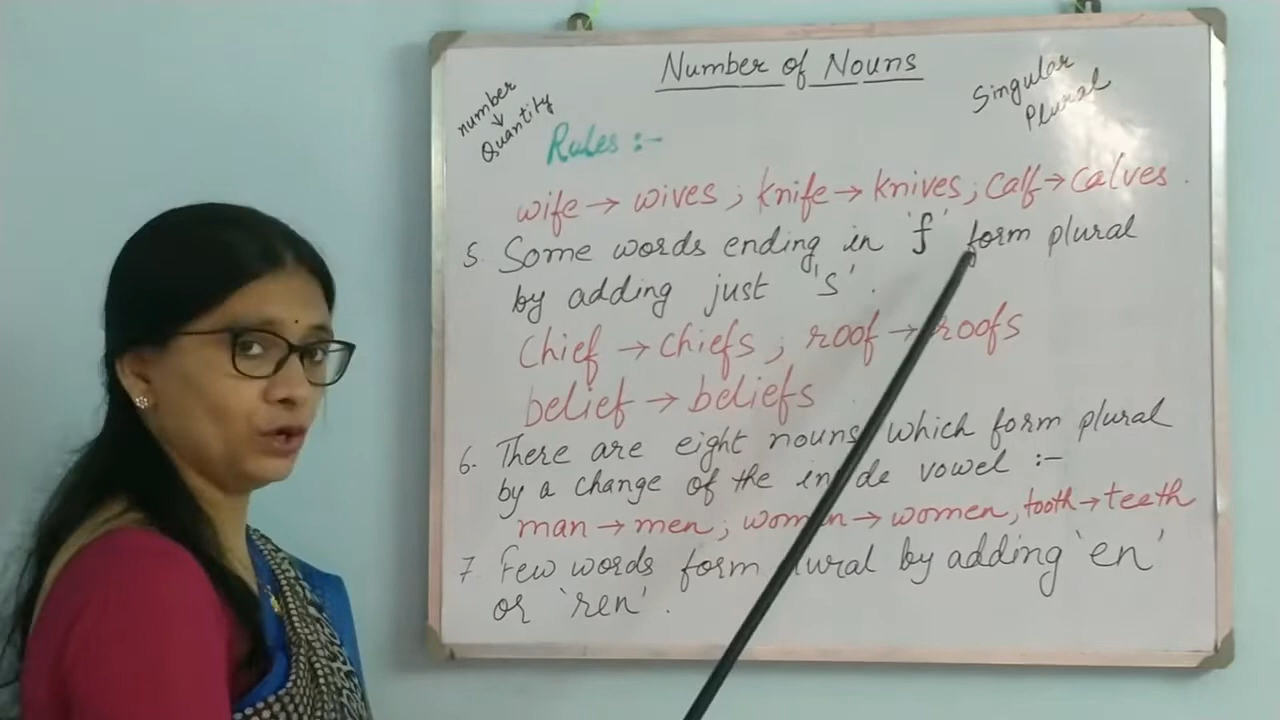 Number of Nouns
number
↓
Quantity
Singular
Plural
Rules :-
wife → wives ; knife → knives ; calf → calves .
5. Some words ending in 'f' form plural
by adding just 's' .
Chief → chiefs ; roof → roofs
belief → beliefs
6. There are eight nouns which form plural
by a change of the inside vowel :-
man → men ; woman → women, tooth → teeth
7. Few words form plural by adding 'en'
or 'ren' .